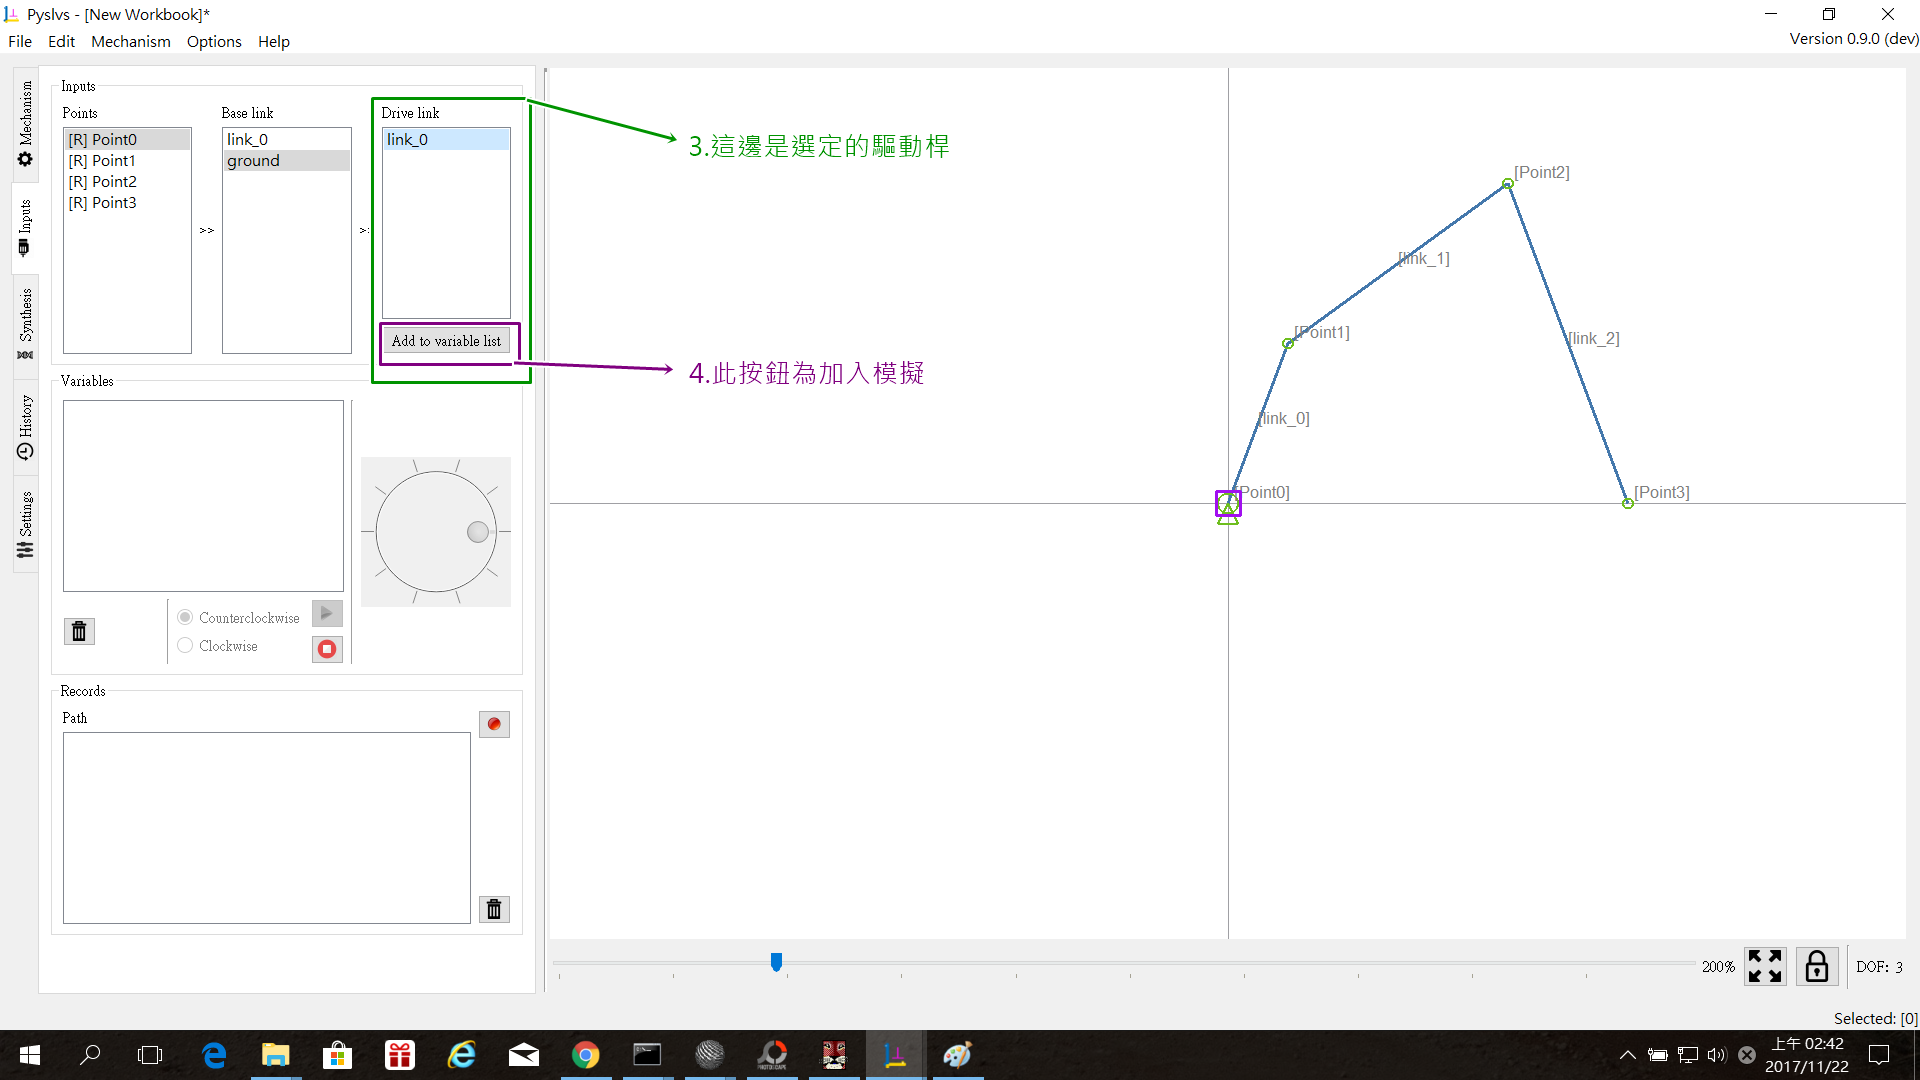 Pyslvs - [New Workbook]*
File Edit Mechanism Options Help
Version 0.9.0 (dev)
Mechanism
Inputs
Synthesis
History
Settings
Inputs
Points
[R] Point0
[R] Point1
[R] Point2
[R] Point3
>>
Base link
link_0
ground
Drive link
link_0
Add to variable list
3.這邊是選定的驅動桿
4.此按鈕為加入模擬
Variables
Counterclockwise
Clockwise
Records
Path
[Point2]
[link_1]
[Point1]
[link_2]
[link_0]
[Point0]
[Point3]
200%
DOF: 3
Selected: [0]
上午 02:42
2017/11/22